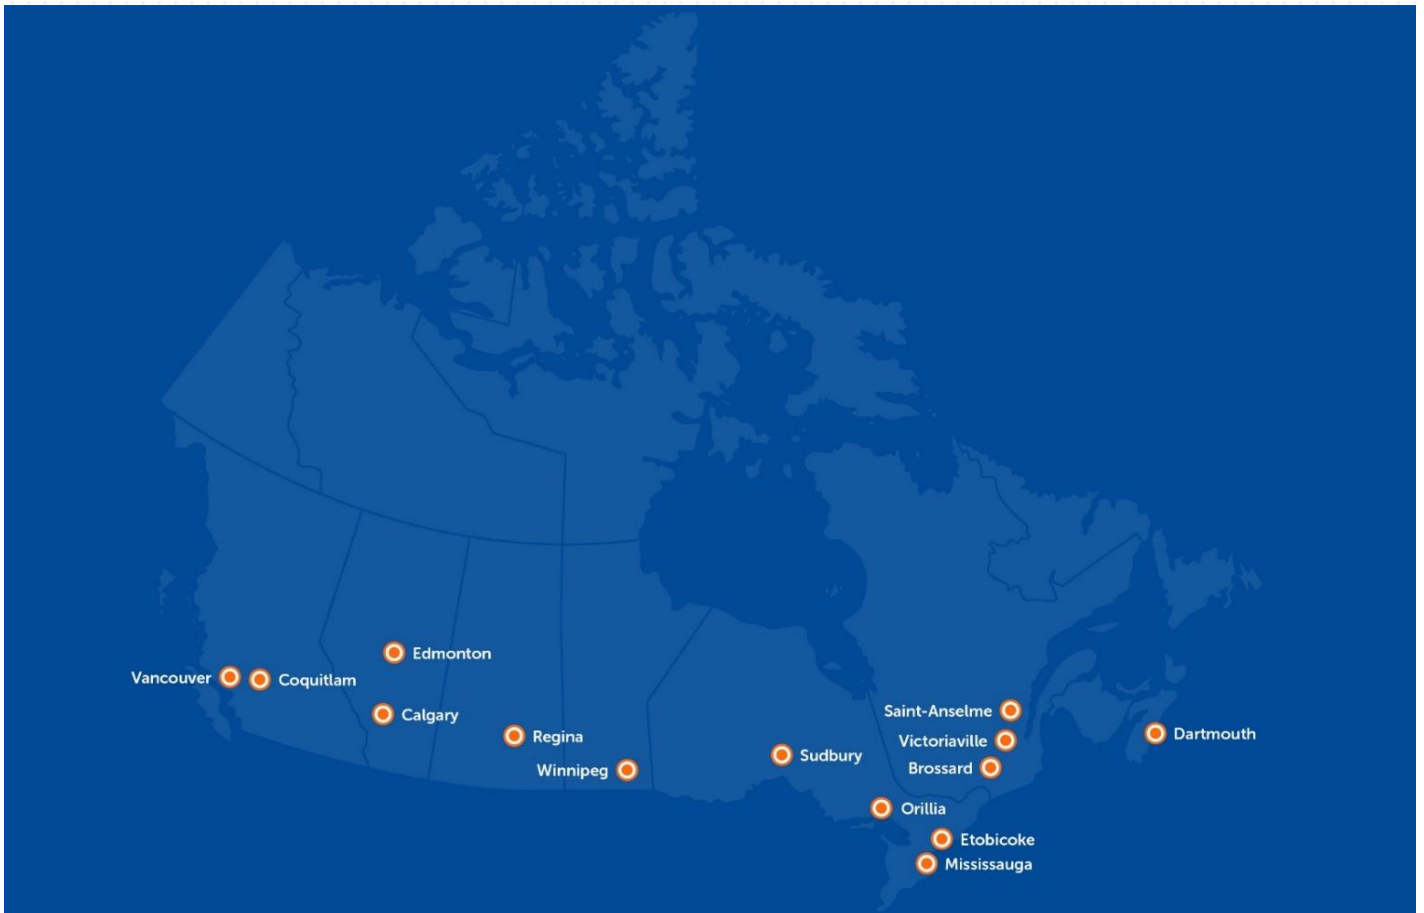 Edmonton
Vancouver
Coquitlam
Calgary
Saint-Anselme
Regina
Dartmouth
Victoriaville
Sudbury
Winnipeg
Brossard
Orillia
Etobicoke
Mississauga